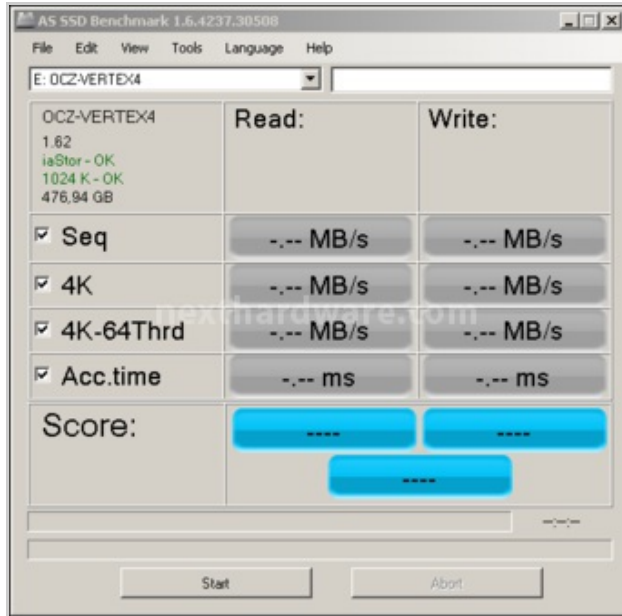 AS SSD Benchmark 1.6.4237.30508
File Edit View Tools Language Help
E: OCZ-VERTEX4
OCZ-VERTEX4
1.62
iaStor - OK
1024 K - OK
476,94 GB
Read:
Write:
Seq
-.-- MB/s
-.-- MB/s
4K
-.-- MB/s
-.-- MB/s
nexthardware.com
4K-64Thrd
-.-- MB/s
-.-- MB/s
Acc.time
-.-- ms
-.-- ms
Score:
----
----
----
--:--:--
Start
Abort